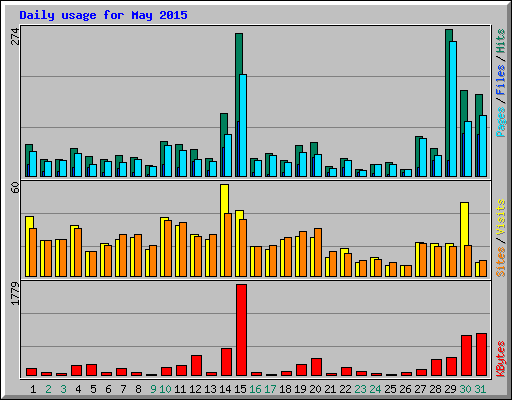 Daily usage for May 2015
274
Pages / Files / Hits
60
Sites / Visits
1779
KBytes
1 2 3 4 5 6 7 8 9 10 11 12 13 14 15 16 17 18 19 20 21 22 23 24 25 26 27 28 29 30 31